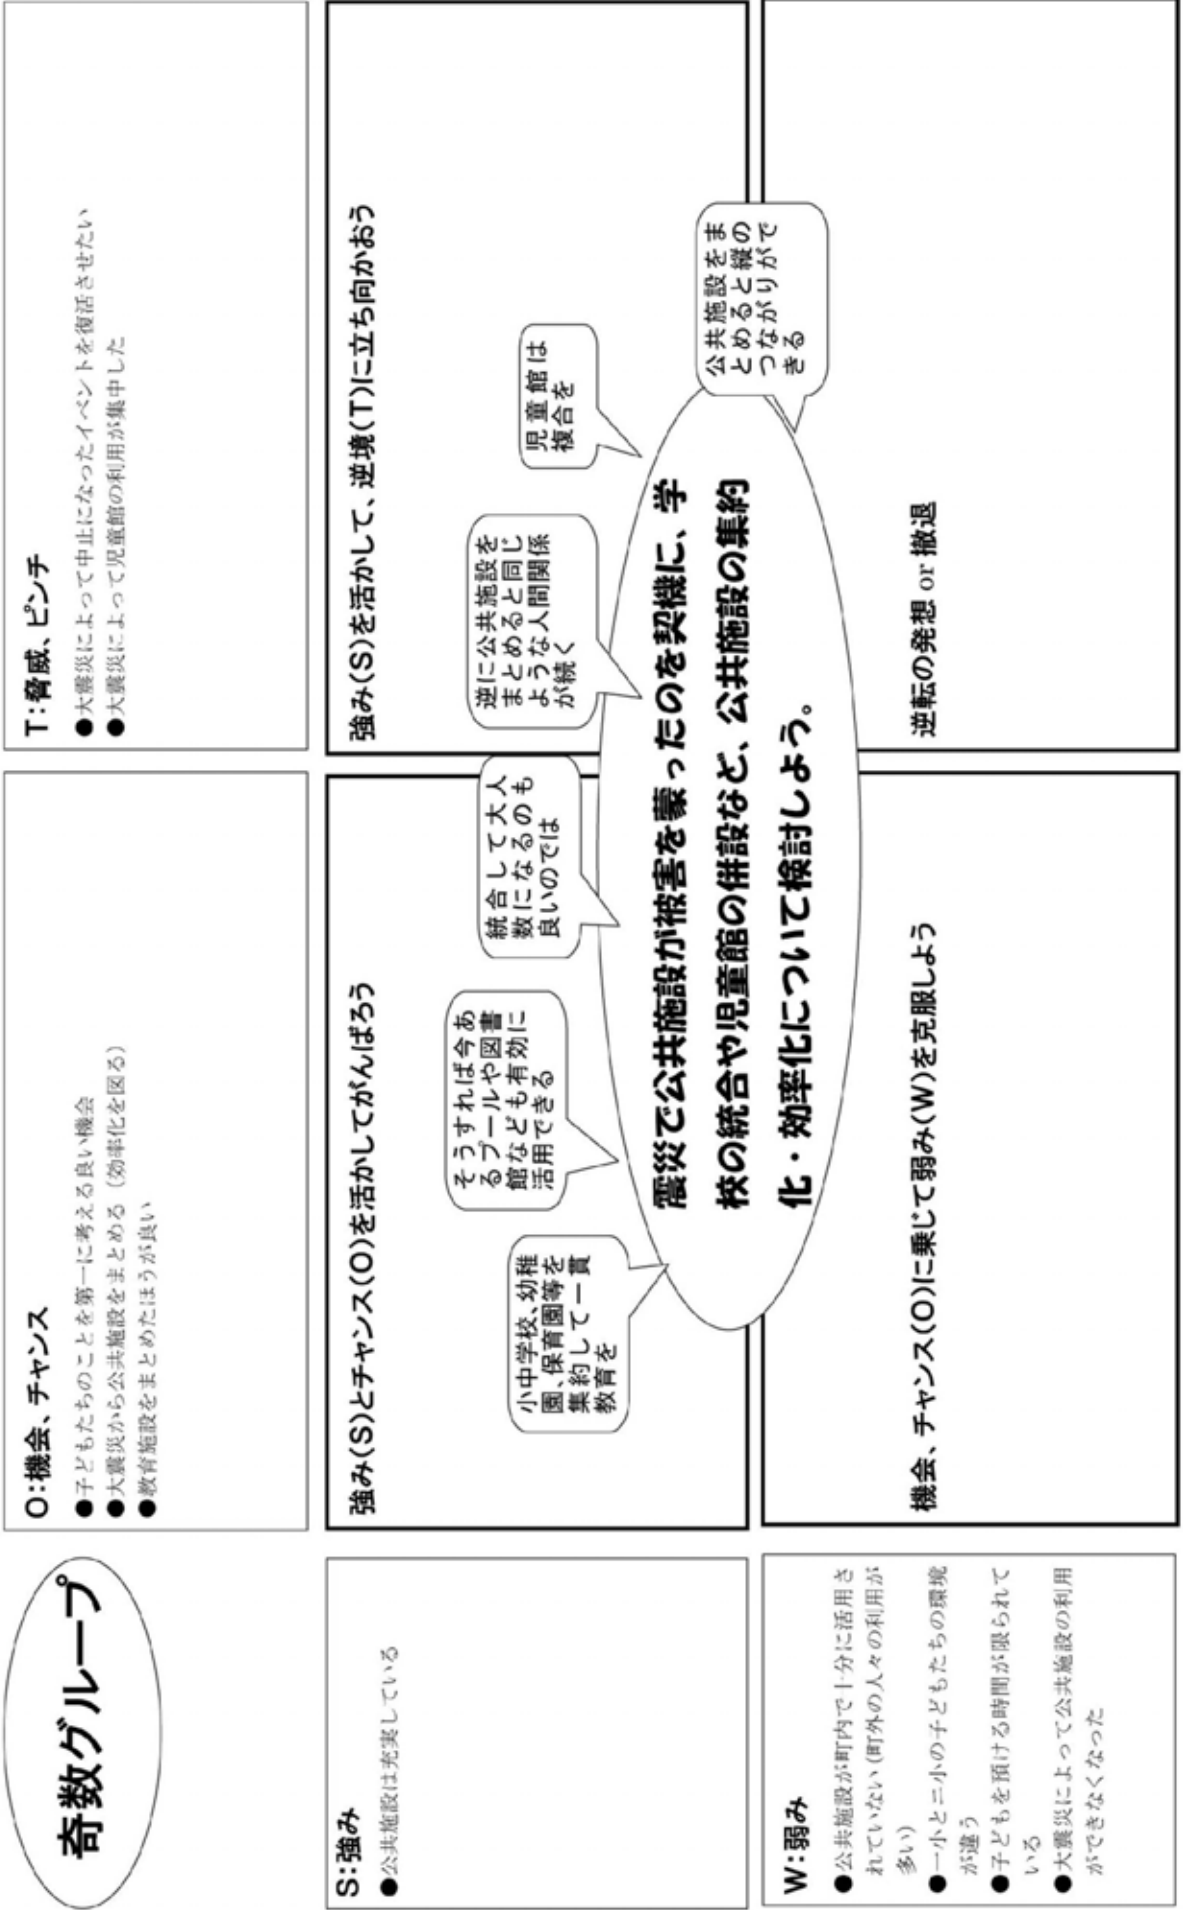 奇数グループ
O:機会、チャンス
●子どもたちのことを第一に考える良い機会
●大震災から公共施設をまとめる（効率化を図る）
●教育施設をまとめたほうが良い
T:脅威、ピンチ
●大震災によって中止になったイベントを復活させたい
●大震災によって児童館の利用が集中した
S:強み
●公共施設は充実している
強み(S)とチャンス(O)を活かしてがんばろう
小中学校、幼稚
園、保育園等を
集約して一貫
教育を
そうすれば今あ
るプールや図書
館なども有効に
活用できる
統合して大人
数になるのも
良いのでは
強み(S)を活かして、逆境(T)に立ち向かおう
逆に公共施設を
まとめると同じ
ような人間関係
が続く
児童館は
複合を
公共施設をま
とめると縦の
つながりがで
きる
震災で公共施設が被害を蒙ったのを契機に、学
校の統合や児童館の併設など、公共施設の集約
化・効率化について検討しよう。
W:弱み
●公共施設が町内で十分に活用さ
れていない(町外の人々の利用が
多い)
●一小と二小の子どもたちの環境
が違う
●子どもを預ける時間が限られて
いる
●大震災によって公共施設の利用
ができなくなった
機会、チャンス(O)に乗じて弱み(W)を克服しよう
逆転の発想 or 撤退